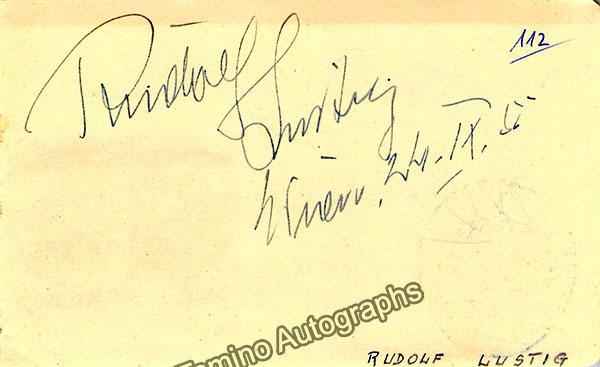 112
Rudolf
Lustig
Wien, 24.IX.55
Tamino Autographs
RUDOLF LUSTIG